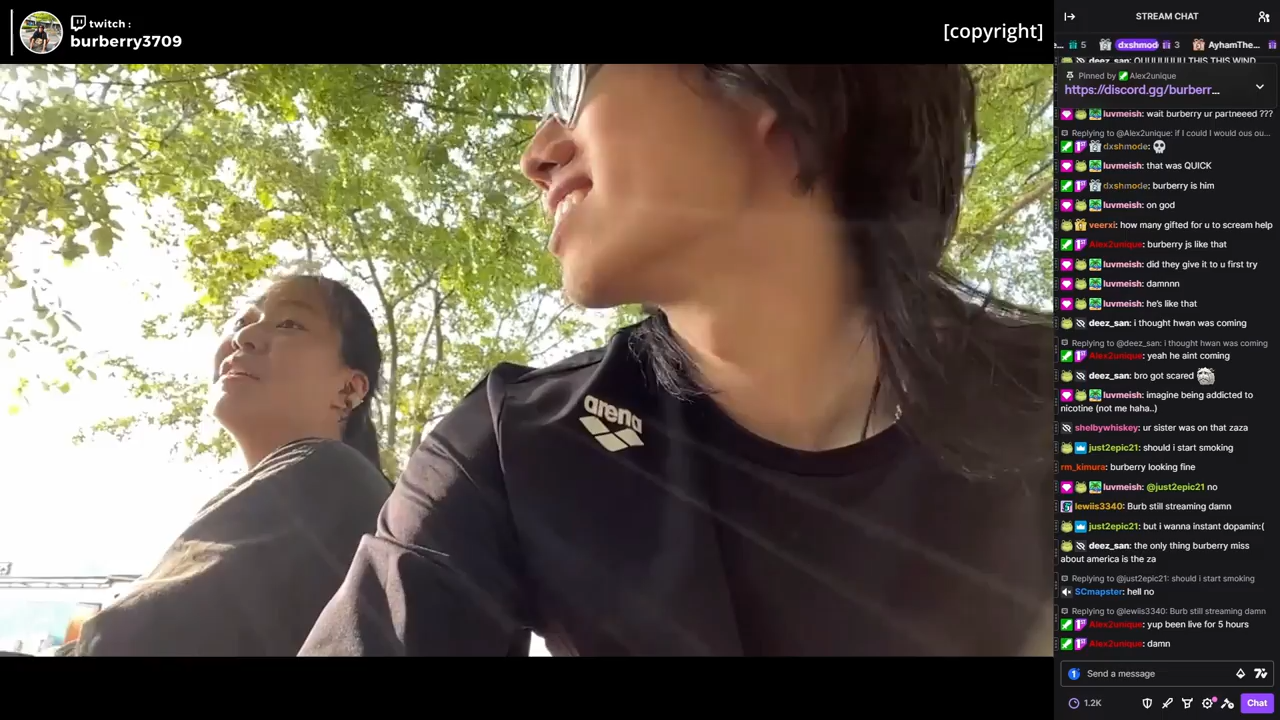 twitch :
burberry3709
[copyright]
arena
STREAM CHAT
e... 5 dxshmod 3 AyhamThe...
deez_san: OUUUUUUU THIS THIS WIND
Pinned by Alex2unique
https://discord.gg/burberr...
luvmeish: wait burberry ur partneeed ???
Replying to @Alex2unique: If I could I would ous ou...
dxshmode:
luvmeish: that was QUICK
dxshmode: burberry is him
luvmeish: on god
veerxi: how many gifted for u to scream help
Alex2unique: burberry js like that
luvmeish: did they give it to u first try
luvmeish: damnnn
luvmeish: he's like that
deez_san: i thought hwan was coming
Replying to @deez_san: i thought hwan was coming
Alex2unique: yeah he aint coming
deez_san: bro got scared
luvmeish: imagine being addicted to
nicotine (not me haha..)
shelbywhiskey: ur sister was on that zaza
just2epic21: should i start smoking
rm_kimura: burberry looking fine
luvmeish: @just2epic21 no
lewiis3340: Burb still streaming damn
just2epic21: but i wanna instant dopamin:(
deez_san: the only thing burberry miss
about america is the za
Replying to @just2epic21: should i start smoking
SCmapster: hell no
Replying to @lewiis3340: Burb still streaming damn
Alex2unique: yup been live for 5 hours
Alex2unique: damn
Send a message
1.2K
Chat